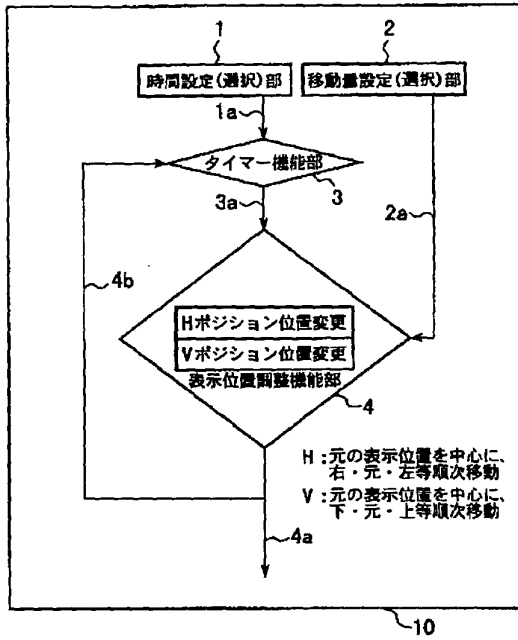 1
2
時間設定(選択)部
移動量設定(選択)部
1a
タイマー機能部
3
3a
2a
4b
Hポジション位置変更
Vポジション位置変更
表示位置調整機能部
4
H:元の表示位置を中心に、
右・元・左等順次移動
V:元の表示位置を中心に、
下・元・上等順次移動
4a
10